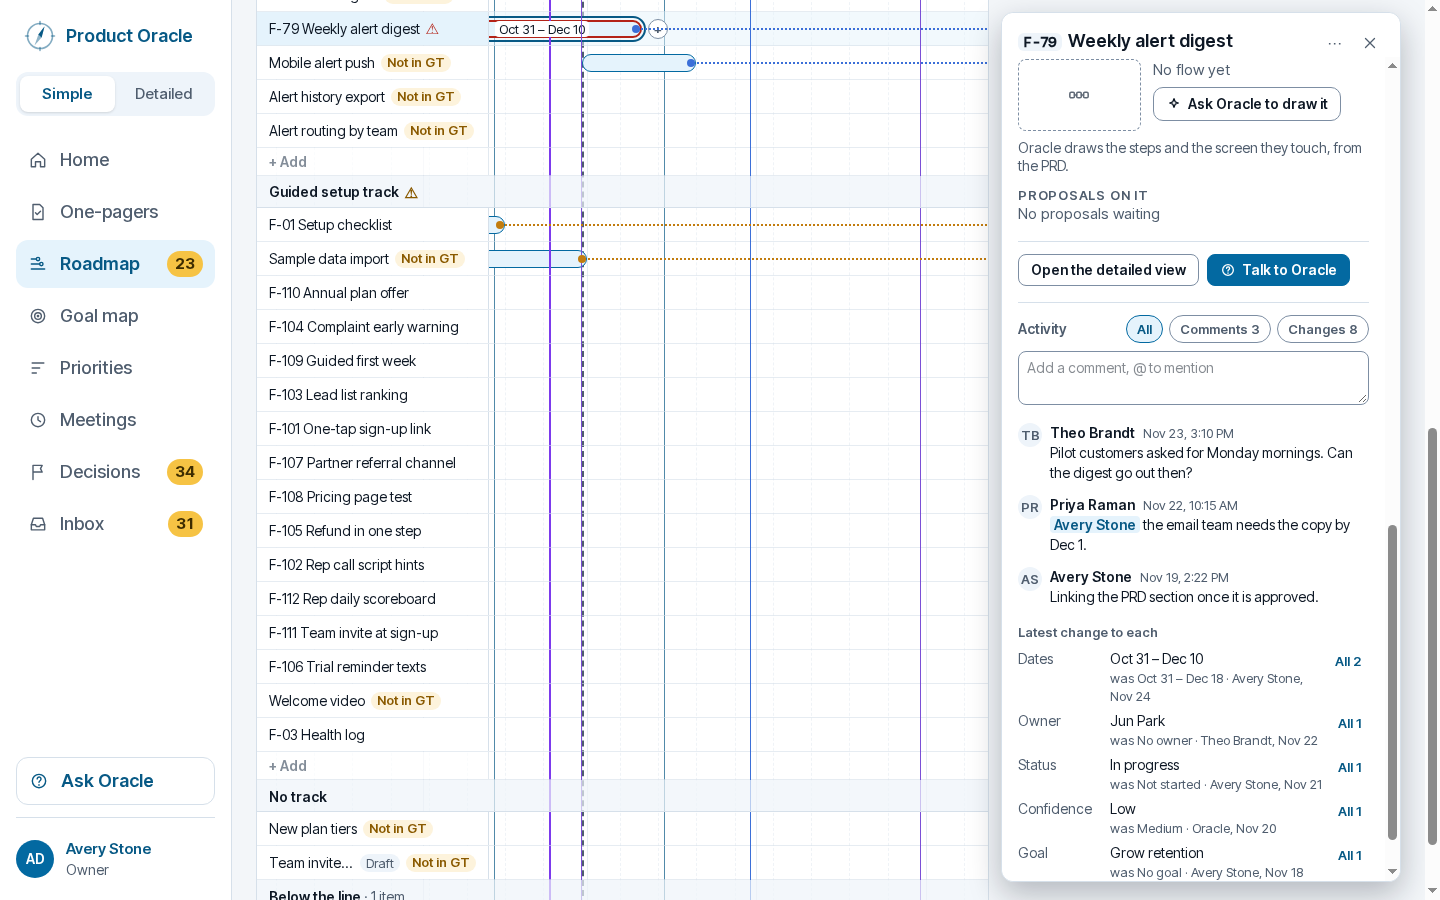 Product Oracle
Simple
Detailed
Home
One-pagers
Roadmap
23
Goal map
Priorities
Meetings
Decisions
34
Inbox
31
Ask Oracle
AD
Avery Stone
Owner
F-79 Weekly alert digest
Oct 31 – Dec 10
Mobile alert push Not in GT
Alert history export Not in GT
Alert routing by team Not in GT
+ Add
Guided setup track
F-01 Setup checklist
Sample data import Not in GT
F-110 Annual plan offer
F-104 Complaint early warning
F-109 Guided first week
F-103 Lead list ranking
F-101 One-tap sign-up link
F-107 Partner referral channel
F-108 Pricing page test
F-105 Refund in one step
F-102 Rep call script hints
F-112 Rep daily scoreboard
F-111 Team invite at sign-up
F-106 Trial reminder texts
Welcome video Not in GT
F-03 Health log
+ Add
No track
New plan tiers Not in GT
Team invite... Draft Not in GT
Below the line · 1 item
F-79 Weekly alert digest
No flow yet
Ask Oracle to draw it
Oracle draws the steps and the screen they touch, from
the PRD.
PROPOSALS ON IT
No proposals waiting
Open the detailed view
Talk to Oracle
Activity
All
Comments 3
Changes 8
Add a comment, @ to mention
TB
Theo Brandt Nov 23, 3:10 PM
Pilot customers asked for Monday mornings. Can
the digest go out then?
PR
Priya Raman Nov 22, 10:15 AM
Avery Stone the email team needs the copy by
Dec 1.
AS
Avery Stone Nov 19, 2:22 PM
Linking the PRD section once it is approved.
Latest change to each
Dates
Oct 31 – Dec 10
All 2
was Oct 31 – Dec 18 · Avery Stone,
Nov 24
Owner
Jun Park
All 1
was No owner · Theo Brandt, Nov 22
Status
In progress
All 1
was Not started · Avery Stone, Nov 21
Confidence
Low
All 1
was Medium · Oracle, Nov 20
Goal
Grow retention
All 1
was No goal · Avery Stone, Nov 18